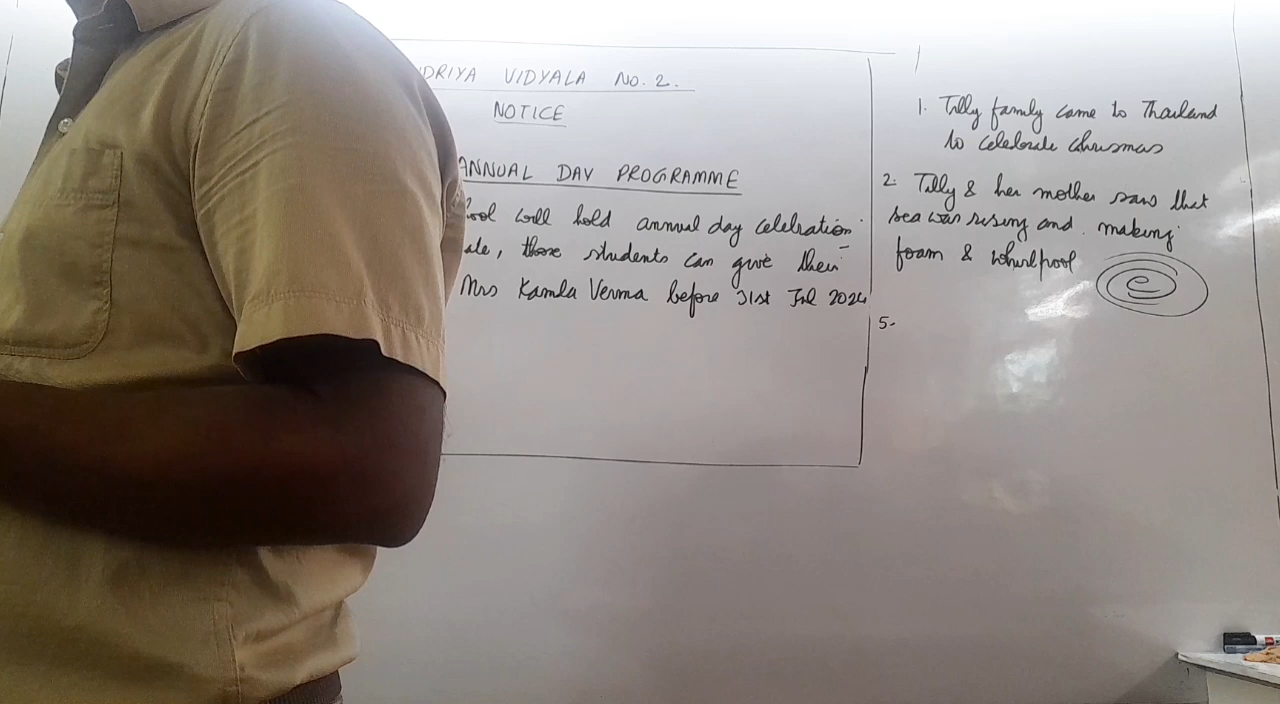 DRIYA VIDYALA No. 2.
NOTICE
ANNUAL DAY PROGRAMME
ool will hold annual day celebration
ate, those students can give their
Mrs Kamla Verma before 31st Jul 2024
1. Tilly family came to Thailand
to celebrate chrismas
2. Tilly & her mother saw that
sea was rising and making
foam & whirlpool
5.